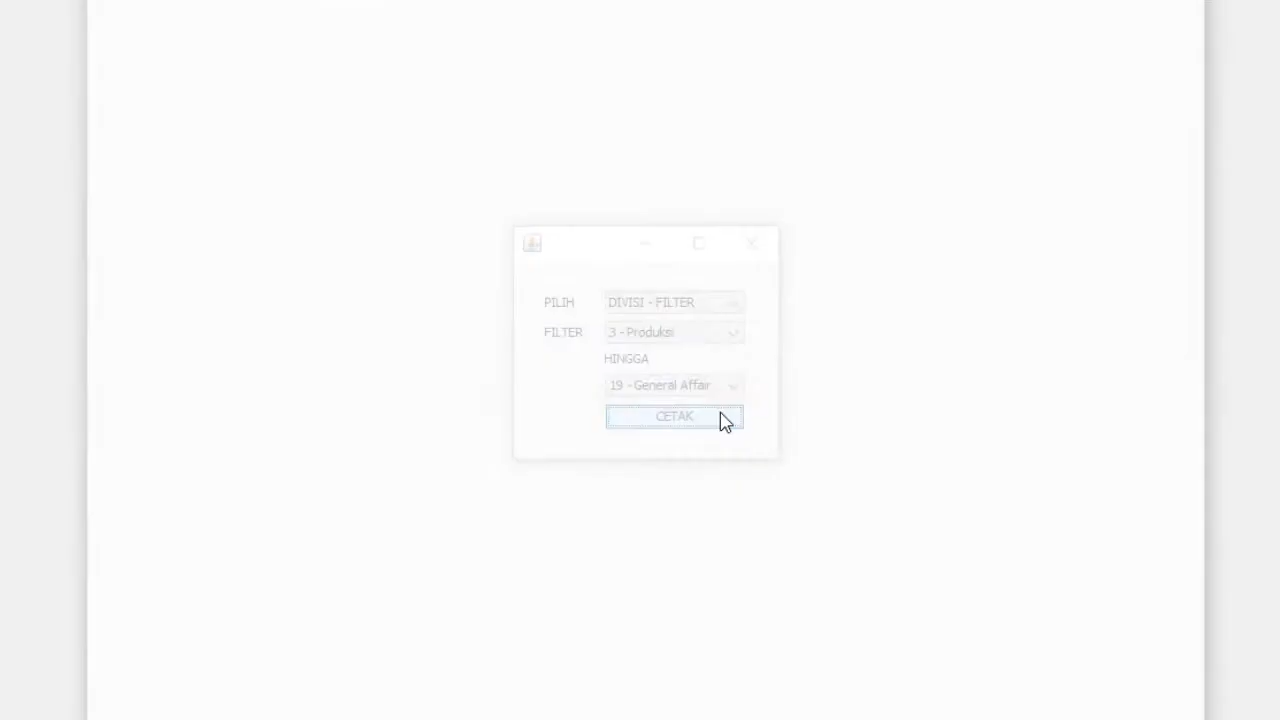 PILIH DIVISI - FILTER
FILTER 3 - Produksi
HINGGA
19 - General Affair
CETAK